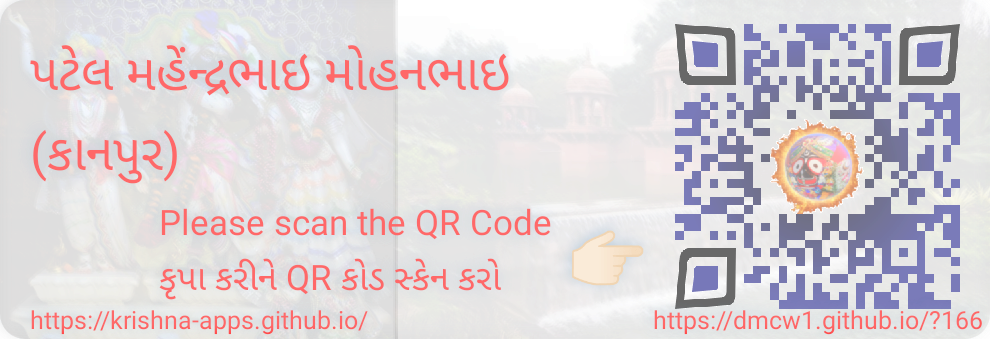 પટેલ મહેંન્દ્રભાઇ મોહનભાઇ
(કાનપુર)
Please scan the QR Code
કૃપા કરીને QR કોડ સ્કેન કરો
https://krishna-apps.github.io/
https://dmcw1.github.io/?166